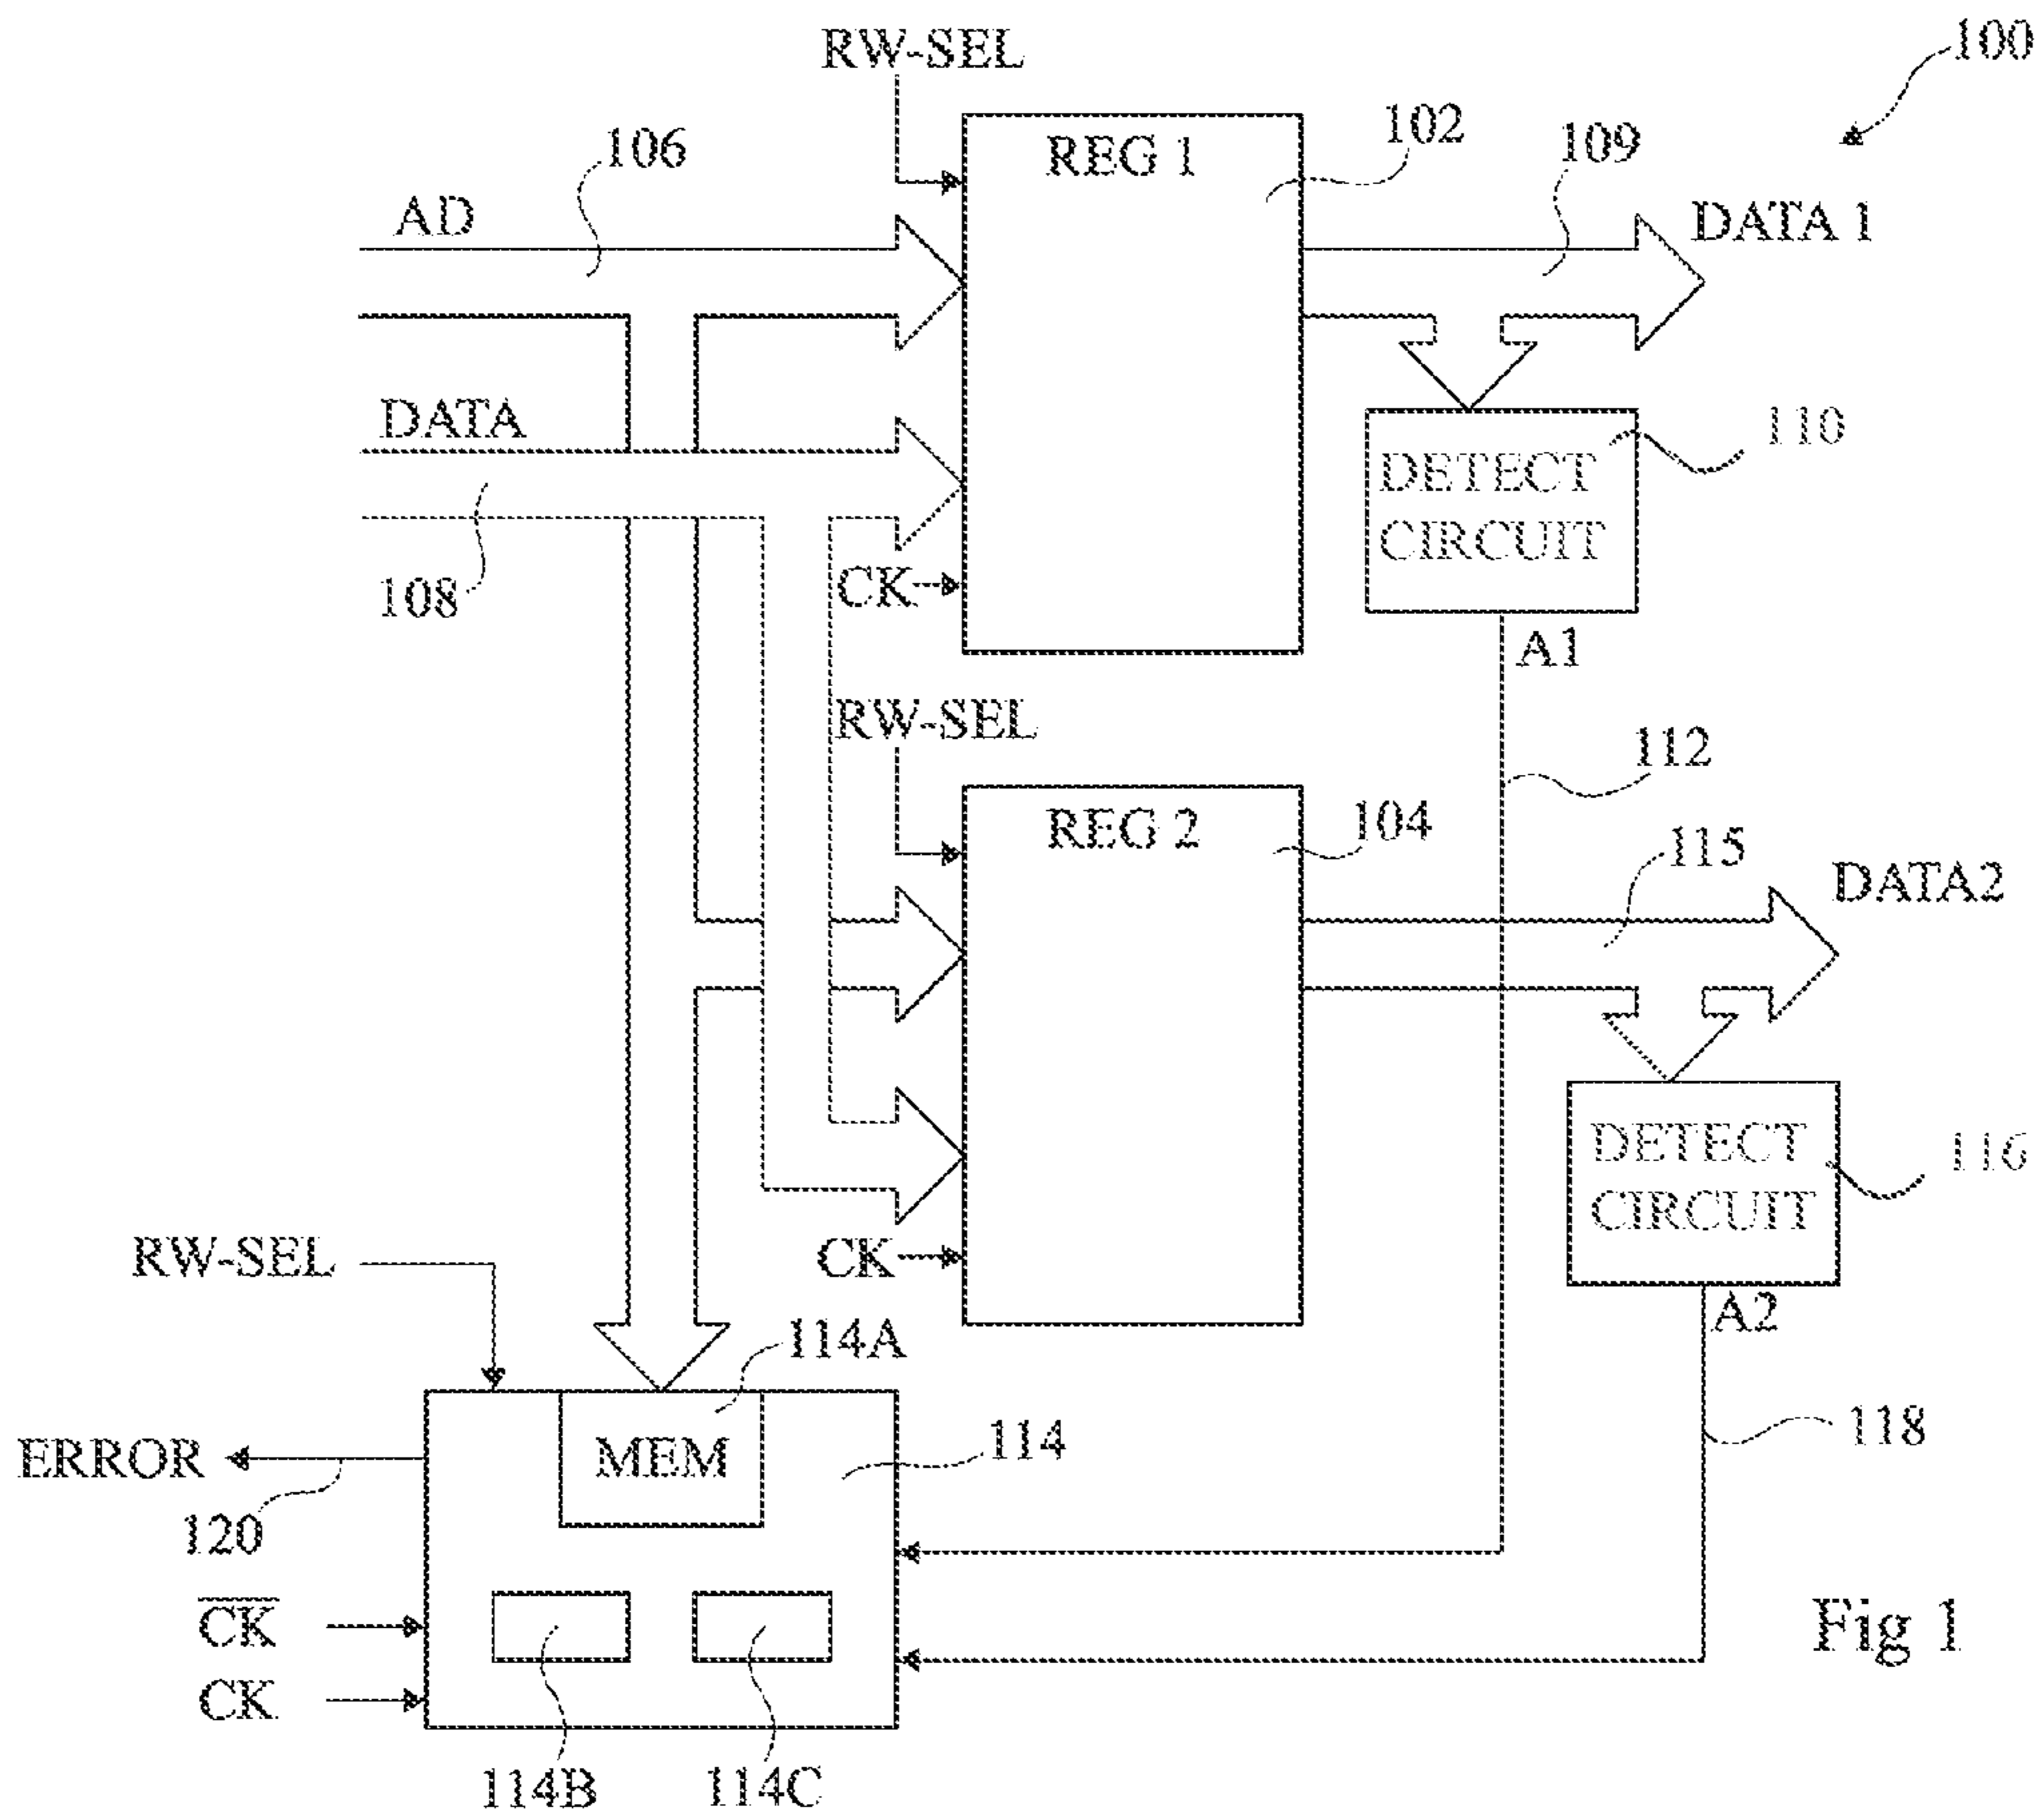 RW-SEL
100
REG 1
102
106
109
AD
DATA 1
DATA
110
DETECT
CIRCUIT
108
CK
A1
RW-SEL
112
REG 2
104
115
DATA2
DETECT
CIRCUIT
116
RW-SEL
CK
A2
114A
MEM
114
118
ERROR
120
C̅K̅
CK
Fig 1
114B
114C